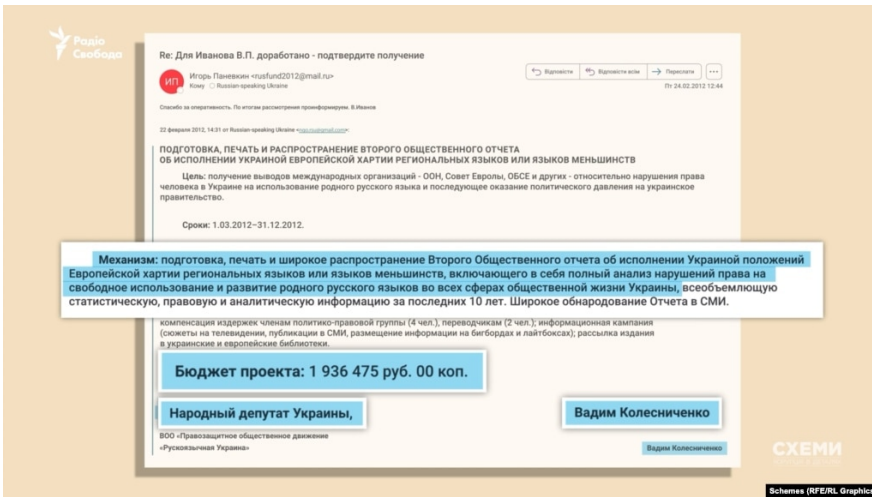 Радіо
Свобода
Re: Для Иванова В.П. доработано - подтвердите получение
ИП
Игорь Паневкин <rusfund2012@mail.ru>
Кому Russian-speaking Ukraine
Відповісти
Відповісти всім
Переслати
Пт 24.02.2012 12:44
Спасибо за оперативность. По итогам рассмотрения проинформируем. В.Иванов
22 февраля 2012, 14:31 от Russian-speaking Ukraine
ПОДГОТОВКА, ПЕЧАТЬ И РАСПРОСТРАНЕНИЕ ВТОРОГО ОБЩЕСТВЕННОГО ОТЧЕТА
ОБ ИСПОЛНЕНИИ УКРАИНОЙ ЕВРОПЕЙСКОЙ ХАРТИИ РЕГИОНАЛЬНЫХ ЯЗЫКОВ ИЛИ ЯЗЫКОВ МЕНЬШИНСТВ
Цель: получение выводов международных организаций - ООН, Совет Европы, ОБСЕ и других - относительно нарушения права
человека в Украине на использование родного русского языка и последующее оказание политического давления на украинское
правительство.
Сроки: 1.03.2012–31.12.2012.
Механизм: подготовка, печать и широкое распространение Второго Общественного отчета об исполнении Украиной положений
Европейской хартии региональных языков или языков меньшинств, включающего в себя полный анализ нарушений права на
свободное использование и развитие родного русского языков во всех сферах общественной жизни Украины, всеобъемлющую
статистическую, правовую и аналитическую информацию за последних 10 лет. Широкое обнародование Отчета в СМИ.
компенсация издержек членам политико-правовой группы (4 чел.), переводчикам (2 чел.); информационная кампания
(сюжеты на телевидении, публикации в СМИ, размещение информации на бигбордах и лайтбоксах); рассылка издания
в украинские и европейские библиотеки.
Бюджет проекта: 1 936 475 руб. 00 коп.
Народный депутат Украины,
Вадим Колесниченко
ВОО «Правозащитное общественное движение
«Рускоязычная Украина»
Вадим Колесниченко
СХЕМИ
Schemes (RFE/RL Graphics